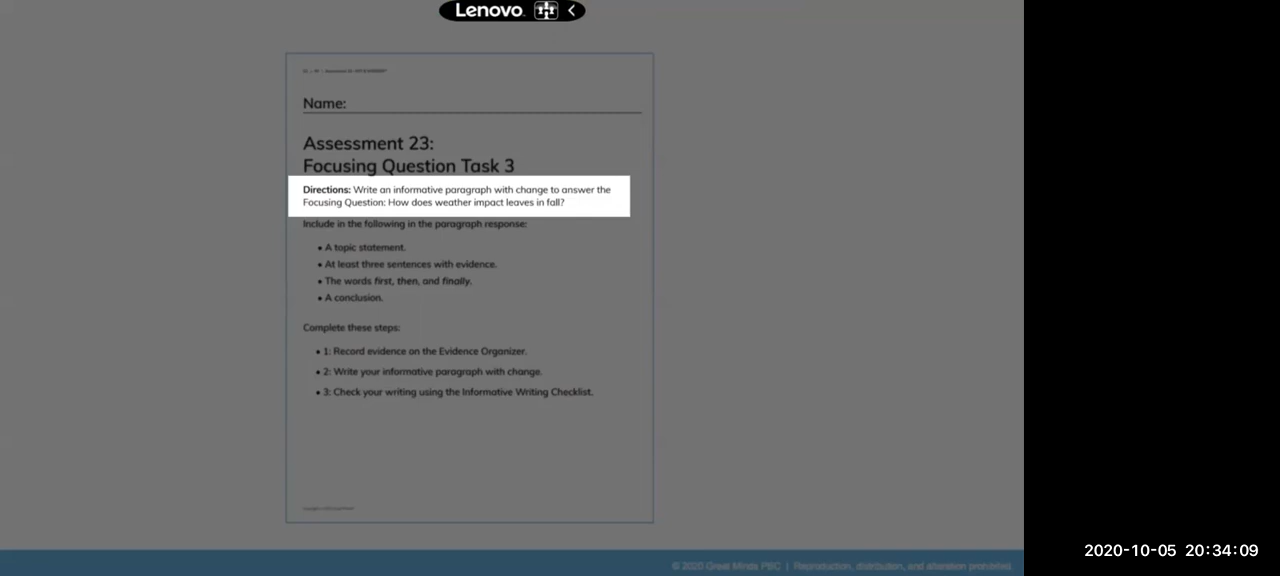 Lenovo
Name:
Assessment 23:
Focusing Question Task 3
Directions: Write an informative paragraph with change to answer the
Focusing Question: How does weather impact leaves in fall?
Include in the following in the paragraph response:
• A topic statement.
• At least three sentences with evidence.
• The words first, then, and finally.
• A conclusion.
Complete these steps:
• 1: Record evidence on the Evidence Organizer.
• 2: Write your informative paragraph with change.
• 3: Check your writing using the Informative Writing Checklist.
© 2020 Great Minds PBC | Reproduction, distribution, and alteration prohibited.
2020-10-05 20:34:09